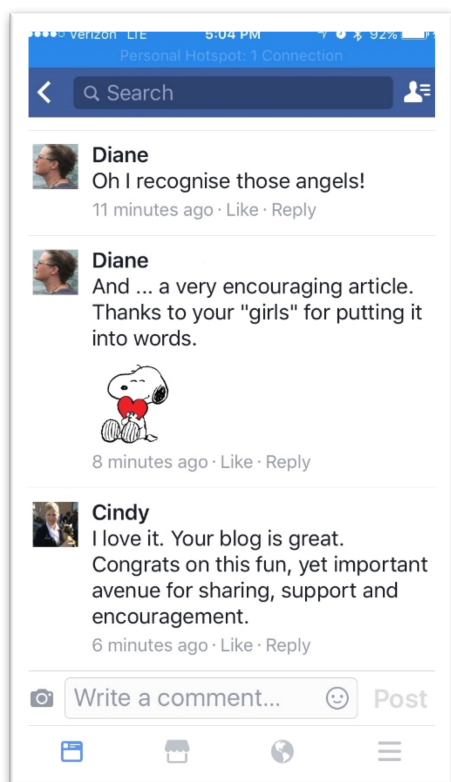 verizon LTE 5:04 PM 92%
Personal Hotspot: 1 Connection
Search
Diane
Oh I recognise those angels!
11 minutes ago · Like · Reply
Diane
And ... a very encouraging article.
Thanks to your "girls" for putting it
into words.
8 minutes ago · Like · Reply
Cindy
I love it. Your blog is great.
Congrats on this fun, yet important
avenue for sharing, support and
encouragement.
6 minutes ago · Like · Reply
Write a comment... Post